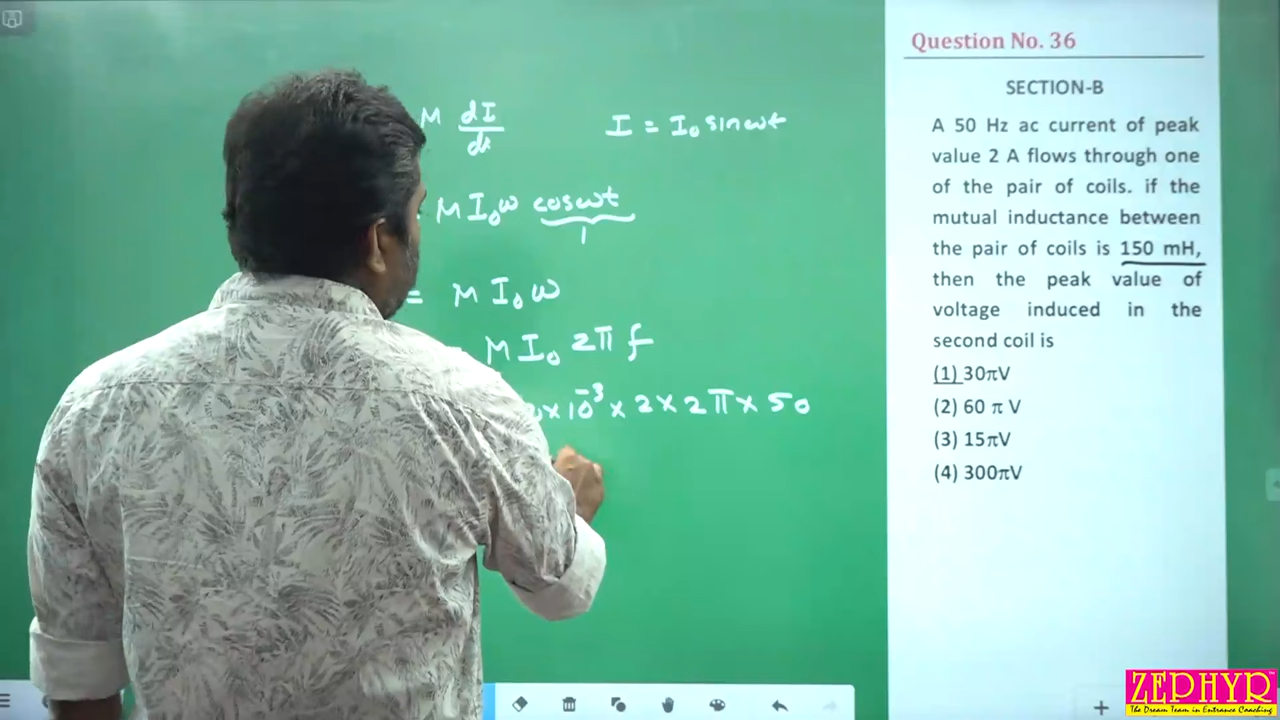 M dI/dt
I = I₀ sinωt
M I₀ω cosωt
1
= M I₀ ω
M I₀ 2π f
×10⁻³ × 2 × 2π × 50
Question No. 36
SECTION-B
A 50 Hz ac current of peak
value 2 A flows through one
of the pair of coils. if the
mutual inductance between
the pair of coils is 150 mH,
then the peak value of
voltage induced in the
second coil is
(1) 30πV
(2) 60 π V
(3) 15πV
(4) 300πV
ZEPHYR
The Dream Team in Entrance Coaching